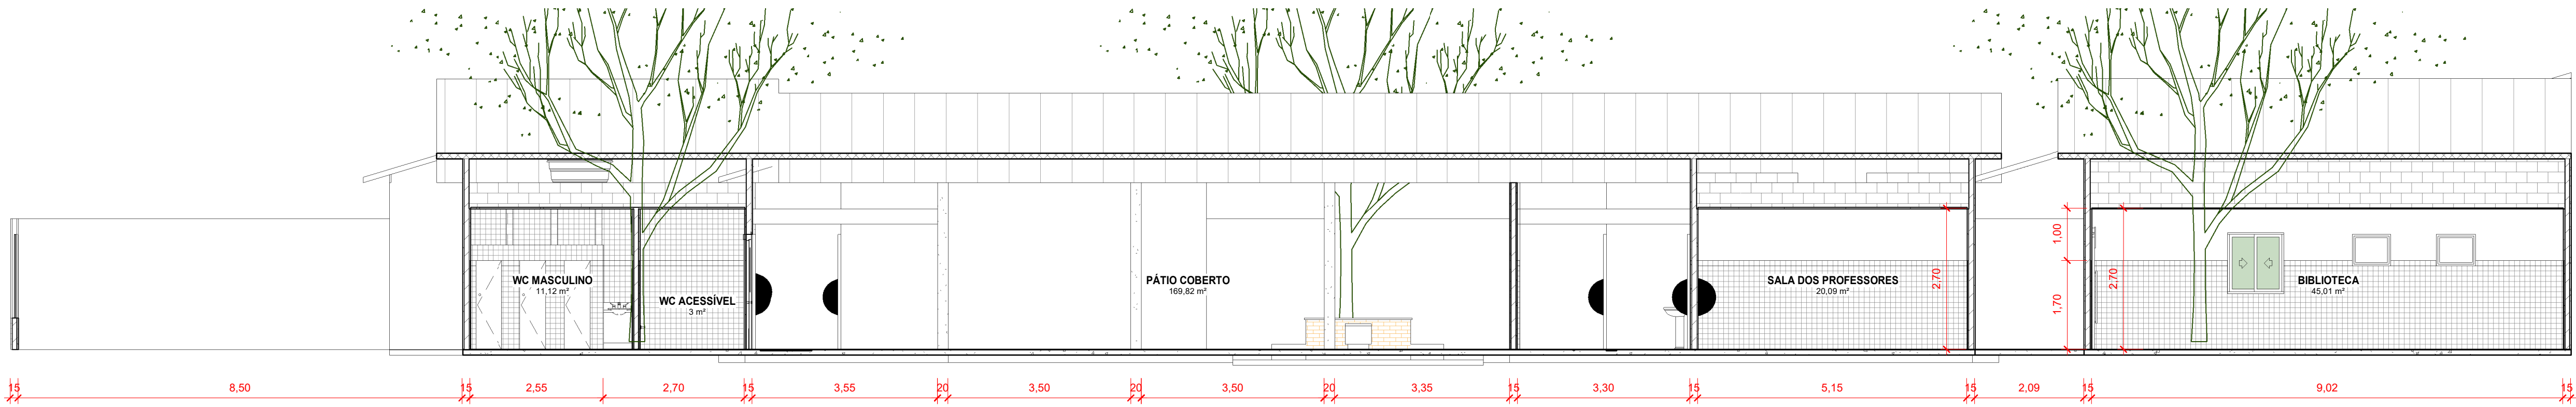 WC MASCULINO
11,12 m²
WC ACESSÍVEL
3 m²
PÁTIO COBERTO
169,82 m²
SALA DOS PROFESSORES
20,09 m²
2,70
1,00
1,70
2,70
BIBLIOTECA
45,01 m²
15 8,50 15 2,55 2,70 15 3,55 20 3,50 20 3,50 20 3,35 15 3,30 15 5,15 15 2,09 15 9,02 15